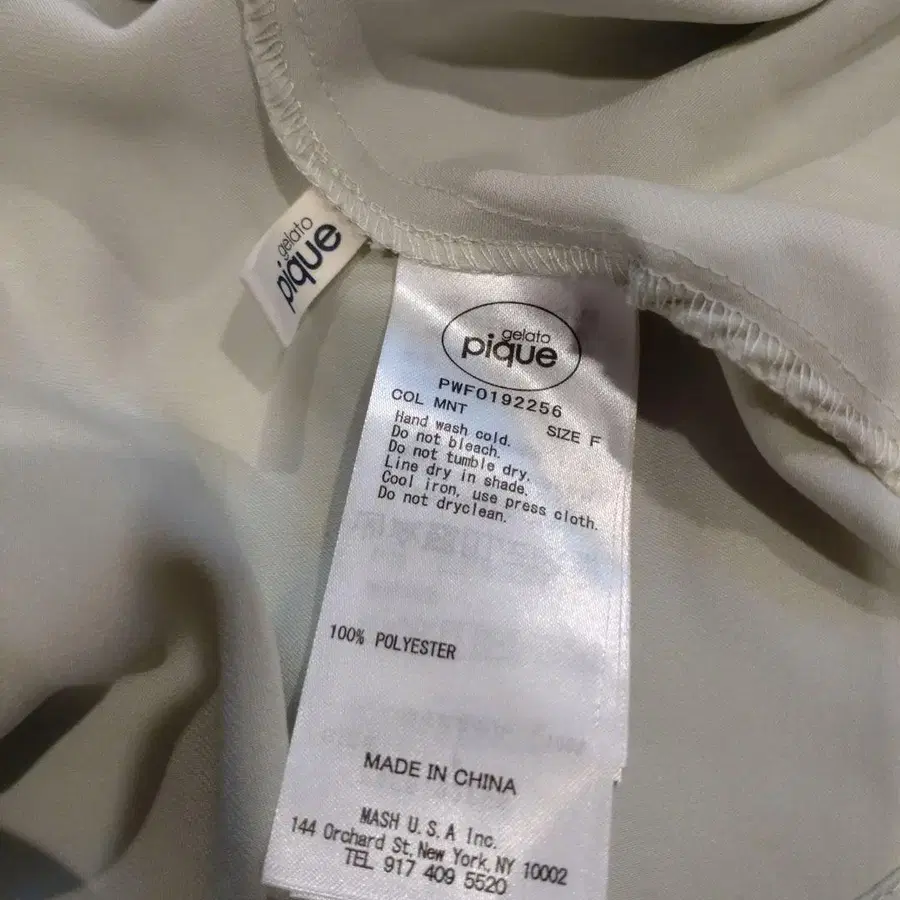 gelato
pique
gelato
pique
PWF0192256
COL MNT
SIZE F
Hand wash cold.
Do not bleach.
Do not tumble dry.
Line dry in shade.
Cool iron, use press cloth.
Do not dryclean.
100% POLYESTER
MADE IN CHINA
MASH U.S.A Inc.
144 Orchard St, New York, NY 10002
TEL 917 409 5520